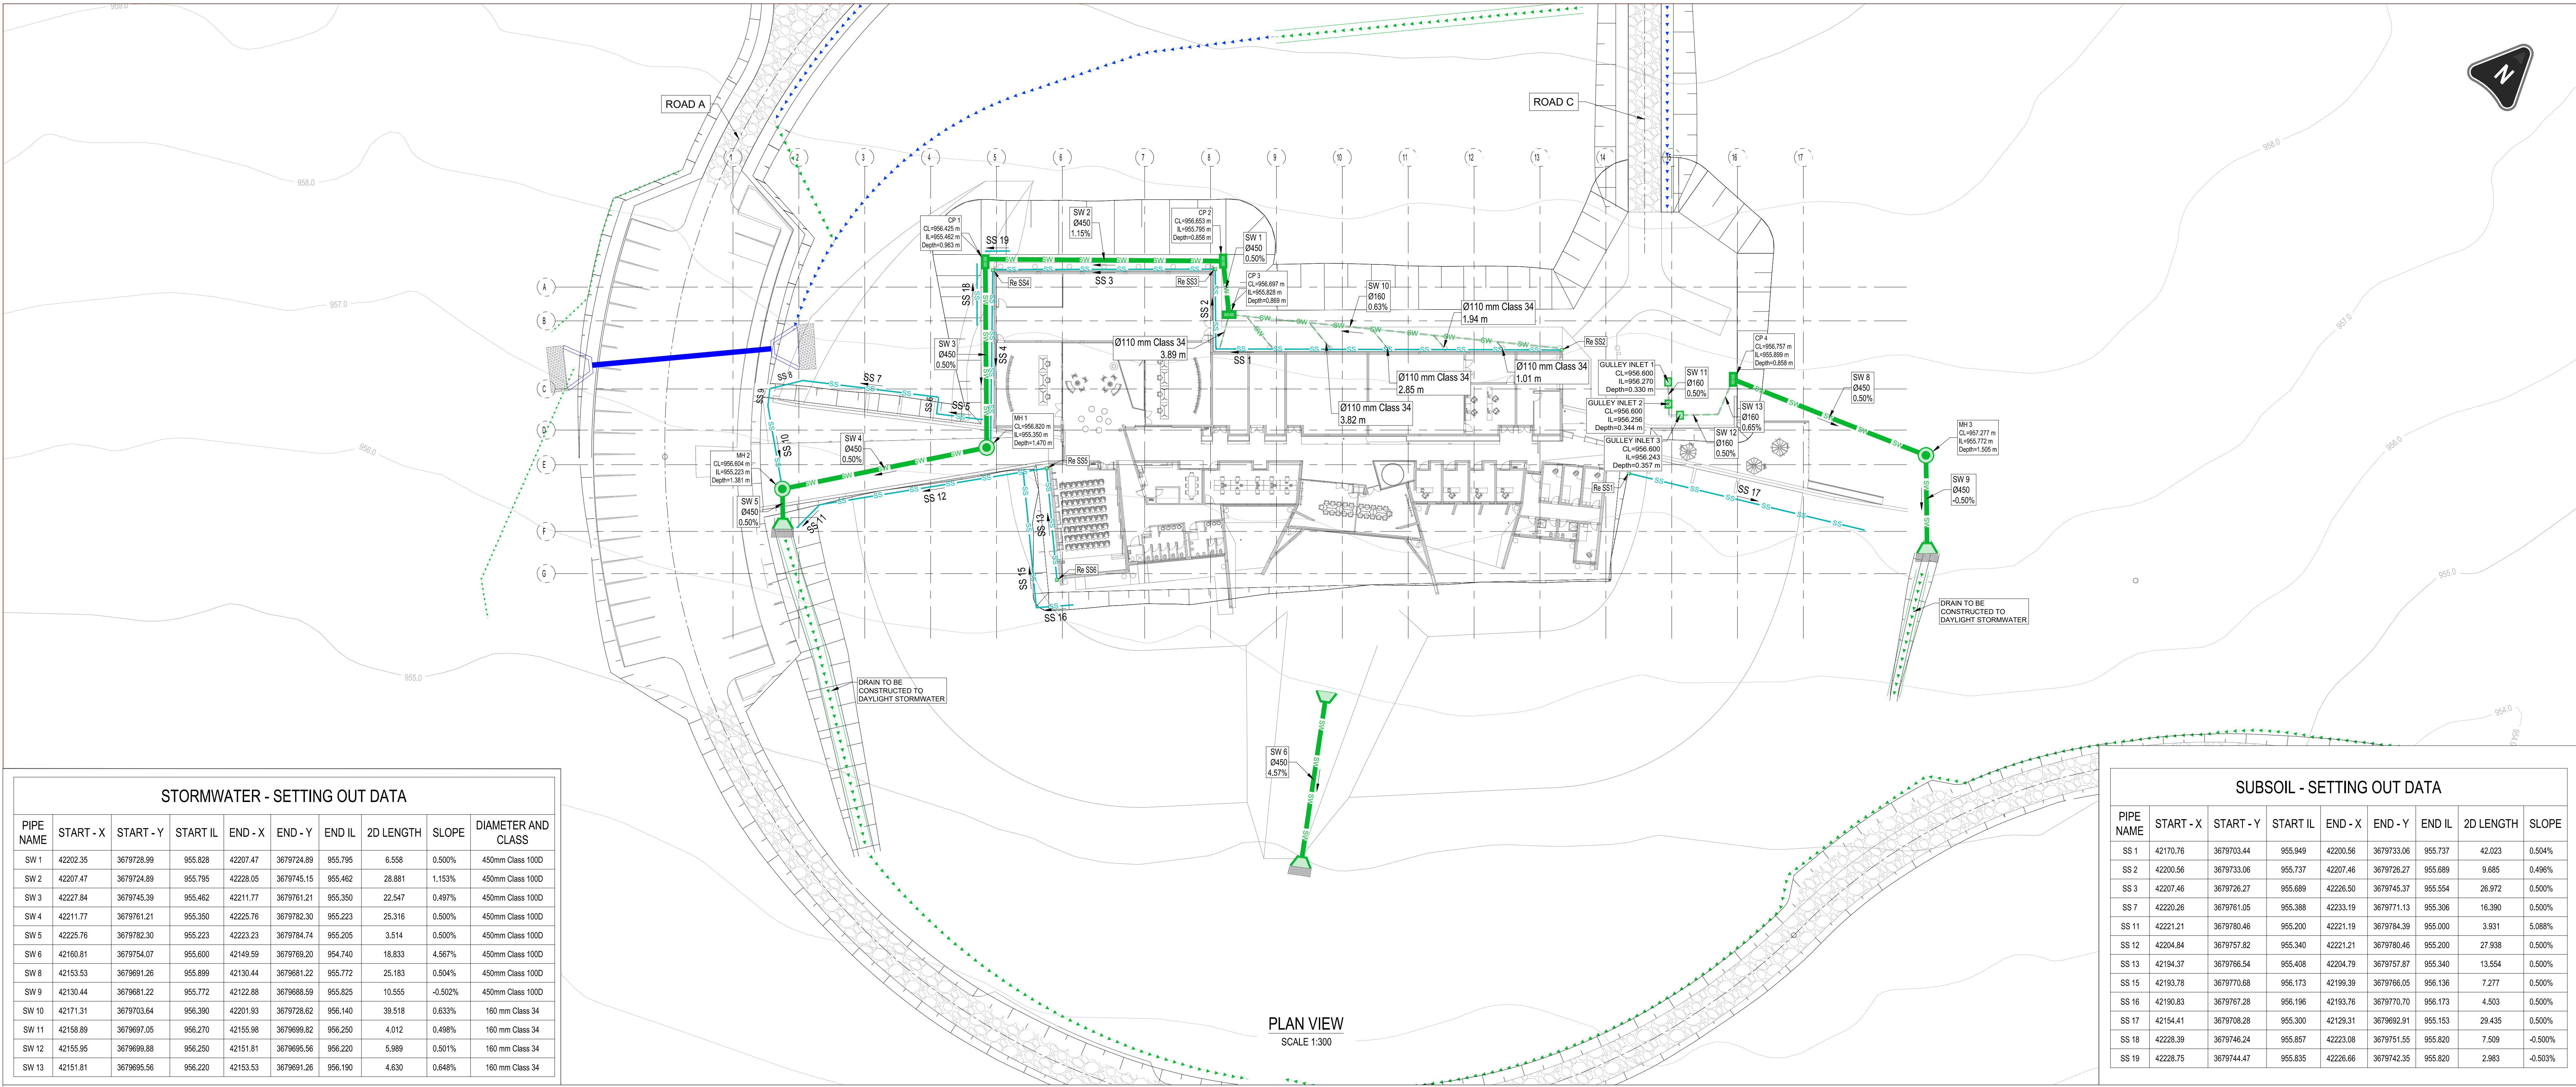 959.0
N
ROAD A
ROAD C
958.0
958.0
957.0
957.0
956.0
956.0
955.0
955.0
954.0
954.0
1
2
3
4
5
6
7
8
9
10
11
12
13
14
15
16
17
A
B
C
D
E
F
G
CP 1
CL=956.425 m
IL=955.462 m
Depth=0.963 m
SS 19
SW 2
Ø450
1.15%
CP 2
CL=956.653 m
IL=955.795 m
Depth=0.858 m
SW 1
Ø450
0.50%
CP 3
CL=956.697 m
IL=955.828 m
Depth=0.869 m
SW 10
Ø160
0.63%
Ø110 mm Class 34
1.94 m
SS 3
Re SS4
Re SS3
SS 18
SS 2
SW 3
Ø450
0.50%
SS 4
Ø110 mm Class 34
3.89 m
SS 1
Re SS2
Ø110 mm Class 34
1.01 m
Ø110 mm Class 34
2.85 m
Ø110 mm Class 34
3.82 m
GULLEY INLET 1
CL=956.600
IL=956.270
Depth=0.330 m
SW 11
Ø160
0.50%
CP 4
CL=956.757 m
IL=955.899 m
Depth=0.858 m
SW 8
Ø450
0.50%
GULLEY INLET 2
CL=956.600
IL=956.256
Depth=0.344 m
SW 13
Ø160
0.65%
SW 12
Ø160
0.50%
GULLEY INLET 3
CL=956.600
IL=956.243
Depth=0.357 m
Re SS1
SS 17
MH 3
CL=957.277 m
IL=955.772 m
Depth=1.505 m
SW 9
Ø450
-0.50%
SS 8
SS 7
SS 9
SS 6
SS 5
SS 10
MH 1
CL=956.820 m
IL=955.350 m
Depth=1.470 m
SW 4
Ø450
0.50%
MH 2
CL=956.604 m
IL=955.223 m
Depth=1.381 m
SW 5
Ø450
0.50%
SS 11
SS 12
Re SS5
SS 13
SS 15
Re SS6
SS 16
DRAIN TO BE
CONSTRUCTED TO
DAYLIGHT STORMWATER
DRAIN TO BE
CONSTRUCTED TO
DAYLIGHT STORMWATER
SW 6
Ø450
4,57%
PLAN VIEW
SCALE 1:300
STORMWATER - SETTING OUT DATA
PIPE NAME START - X START - Y START IL END - X END - Y END IL 2D LENGTH SLOPE DIAMETER AND CLASS
SW 1 42202.35 3679728.99 955.828 42207.47 3679724.89 955.795 6.558 0.500% 450mm Class 100D
SW 2 42207.47 3679724.89 955.795 42228.05 3679745.15 955.462 28.881 1.153% 450mm Class 100D
SW 3 42227.84 3679745.39 955.462 42211.77 3679761.21 955.350 22.547 0.497% 450mm Class 100D
SW 4 42211.77 3679761.21 955.350 42225.76 3679782.30 955.223 25.316 0.500% 450mm Class 100D
SW 5 42225.76 3679782.30 955.223 42223.23 3679784.74 955.205 3.514 0.500% 450mm Class 100D
SW 6 42160.81 3679754.07 955.600 42149.59 3679769.20 954.740 18.833 4.567% 450mm Class 100D
SW 8 42153.53 3679691.26 955.899 42130.44 3679681.22 955.772 25.183 0.504% 450mm Class 100D
SW 9 42130.44 3679681.22 955.772 42122.88 3679688.59 955.825 10.555 -0.502% 450mm Class 100D
SW 10 42171.31 3679703.64 956.390 42201.93 3679728.62 956.140 39.518 0.633% 160 mm Class 34
SW 11 42158.89 3679697.05 956.270 42155.98 3679699.82 956.250 4.012 0.498% 160 mm Class 34
SW 12 42155.95 3679699.88 956.250 42151.81 3679695.56 956.220 5.989 0.501% 160 mm Class 34
SW 13 42151.81 3679695.56 956.220 42153.53 3679691.26 956.190 4.630 0.648% 160 mm Class 34
SUBSOIL - SETTING OUT DATA
PIPE NAME START - X START - Y START IL END - X END - Y END IL 2D LENGTH SLOPE
SS 1 42170.76 3679703.44 955.949 42200.56 3679733.06 955.737 42.023 0.504%
SS 2 42200.56 3679733.06 955.737 42207.46 3679726.27 955.689 9.685 0.496%
SS 3 42207.46 3679726.27 955.689 42226.50 3679745.37 955.554 26.972 0.500%
SS 7 42220.26 3679761.05 955.388 42233.19 3679771.13 955.306 16.390 0.500%
SS 11 42221.21 3679780.46 955.200 42221.19 3679784.39 955.000 3.931 5.088%
SS 12 42204.84 3679757.82 955.340 42221.21 3679780.46 955.200 27.938 0.500%
SS 13 42194.37 3679766.54 955.408 42204.79 3679757.87 955.340 13.554 0.500%
SS 15 42193.78 3679770.68 956.173 42199.39 3679766.05 956.136 7.277 0.500%
SS 16 42190.83 3679767.28 956.196 42193.76 3679770.70 956.173 4.503 0.500%
SS 17 42154.41 3679708.28 955.300 42129.31 3679692.91 955.153 29.435 0.500%
SS 18 42228.39 3679746.24 955.857 42223.08 3679751.55 955.820 7.509 -0.500%
SS 19 42228.75 3679744.47 955.835 42226.66 3679742.35 955.820 2.983 -0.503%